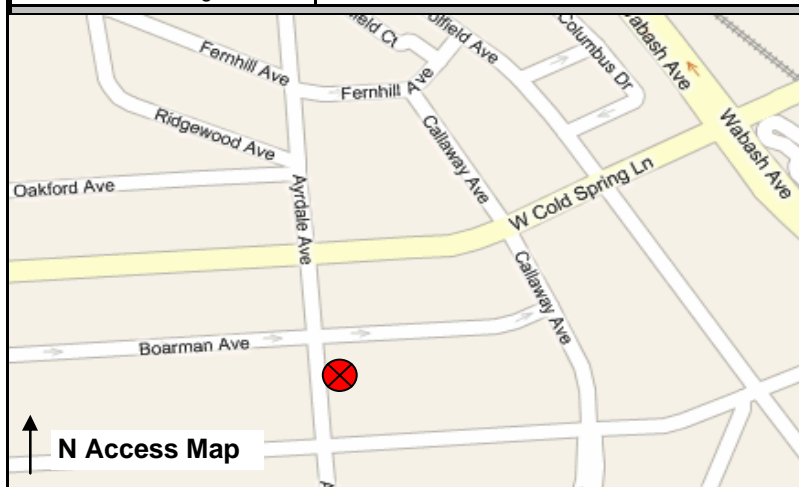 Fernhill Ave
Columbus Dr
Wabash Ave
Fernhill Ave
Ridgewood Ave
Callaway Ave
Wabash Ave
Oakford Ave
Ayrdale Ave
W Cold Spring Ln
Callaway Ave
Boarman Ave
N Access Map